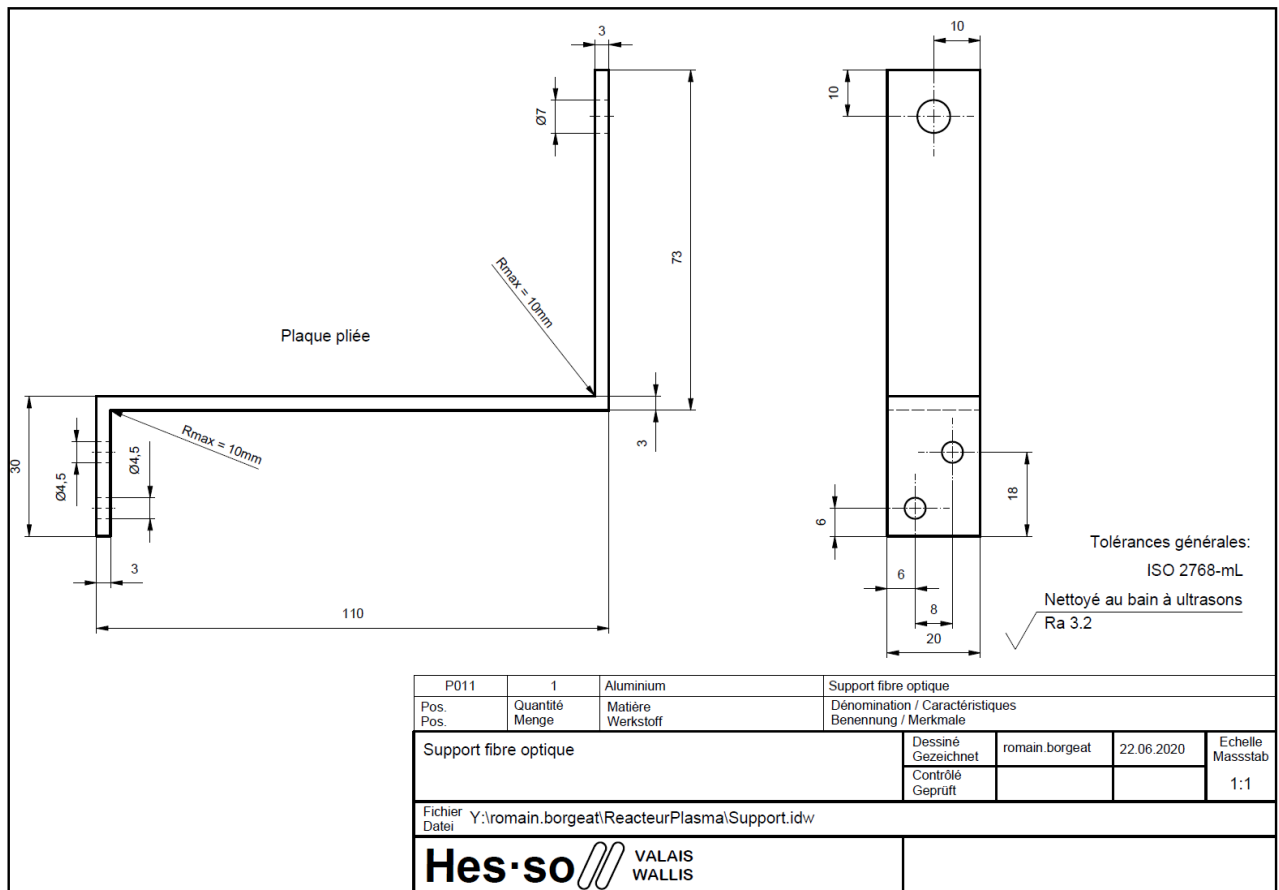 3
10
10
Ø7
73
Rmax = 10mm
Plaque pliée
3
Rmax = 10mm
30
Ø4,5
Ø4,5
18
6
3
6
8
20
110
Tolérances générales:
ISO 2768-mL
Nettoyé au bain à ultrasons
Ra 3.2
P011 1 Aluminium Support fibre optique
Pos. Quantité Matière Dénomination / Caractéristiques
Pos. Menge Werkstoff Benennung / Merkmale
Support fibre optique
Dessiné romain.borgeat 22.06.2020 Echelle
Gezeichnet Massstab
Contrôlé
Geprüft
1:1
Fichier Y:\romain.borgeat\ReacteurPlasma\Support.idw
Datei
Hes·so VALAIS
WALLIS